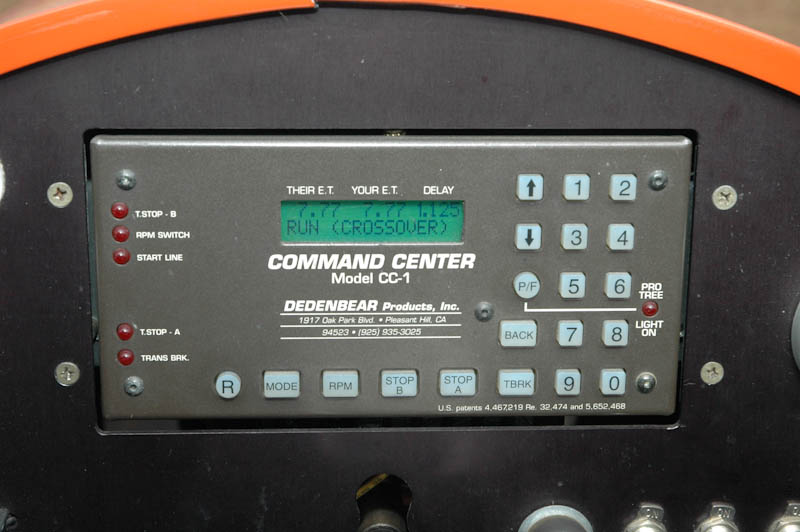 THEIR E.T. YOUR E.T. DELAY
7.77 7.77 1.125
RUN (CROSSOVER)
T.STOP - B
RPM SWITCH
START LINE
COMMAND CENTER
Model CC-1
DEDENBEAR Products, Inc.
1917 Oak Park Blvd. • Pleasant Hill, CA
94523 • (925) 935-3025
T.STOP - A
TRANS BRK.
1 2
3 4
P/F 5 6
PRO
TREE
LIGHT
ON
BACK 7 8
R MODE RPM STOP B STOP A TBRK 9 0
U.S. patents 4,467,219 Re. 32,474 and 5,652,468